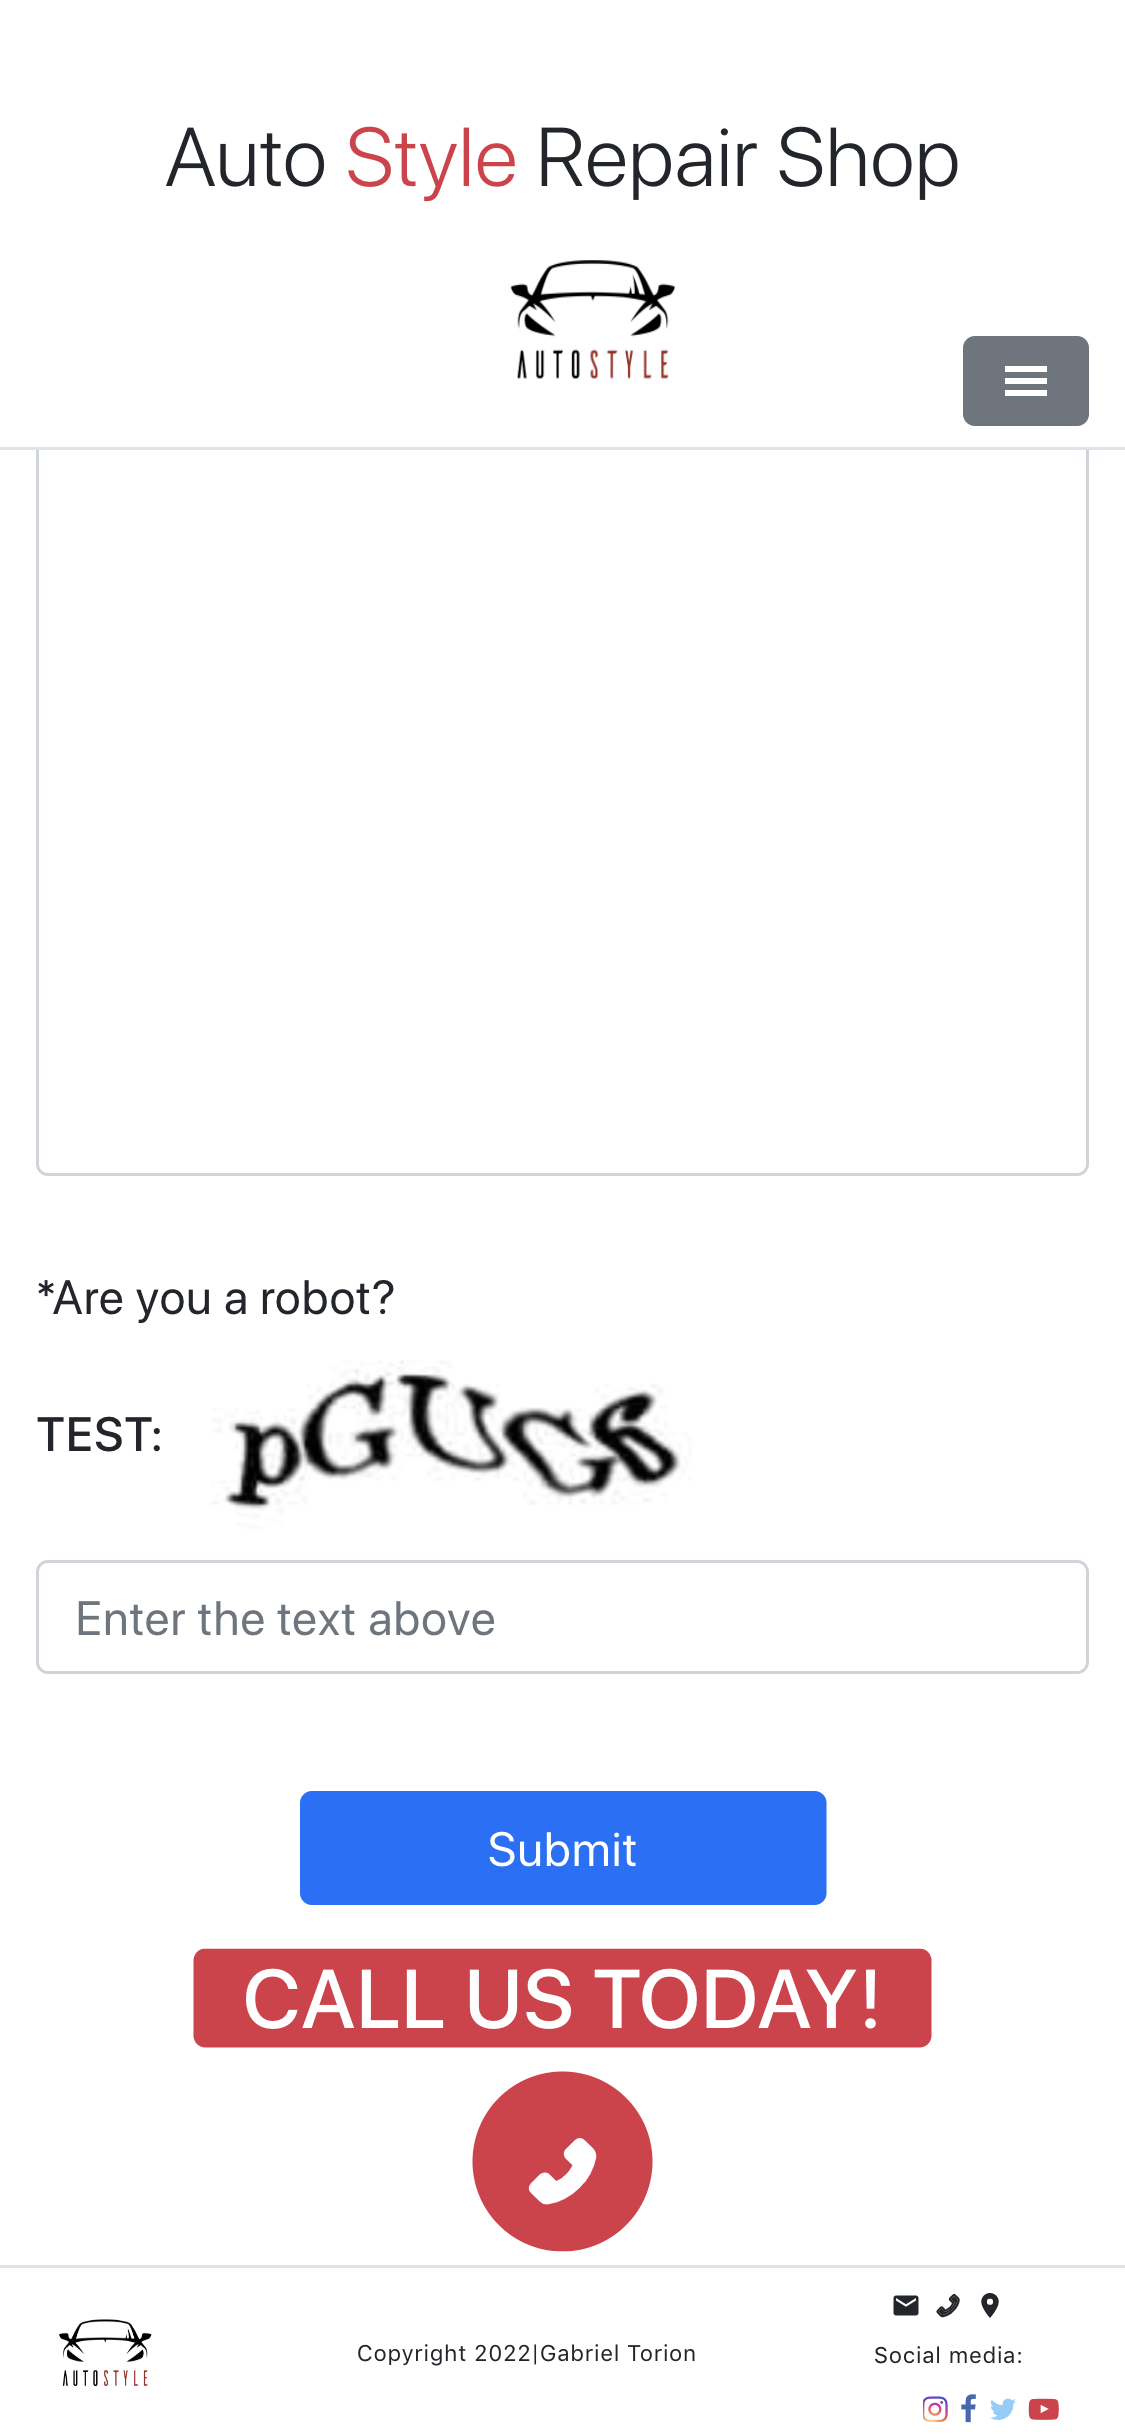 Auto Style Repair Shop
AUTOSTYLE
*Are you a robot?
TEST:
Enter the text above
Submit
CALL US TODAY!
AUTOSTYLE
Copyright 2022|Gabriel Torion
Social media: